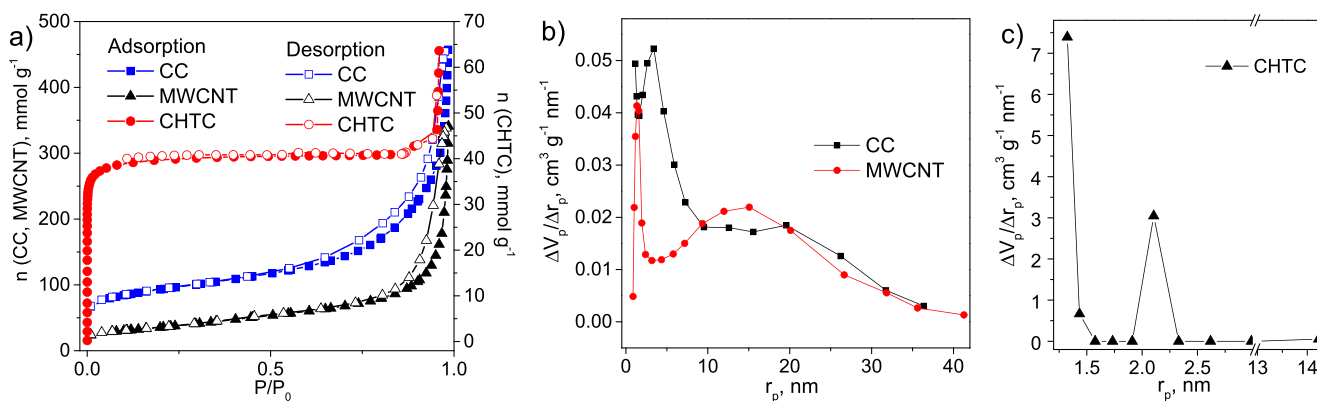 a)
n (CC, MWCNT), mmol g⁻¹
500
400
300
200
100
0
Adsorption
CC
MWCNT
CHTC
Desorption
CC
MWCNT
CHTC
70
60
50
40
30
20
10
0
n (CHTC), mmol g⁻¹
0.0
0.5
1.0
P/P₀
b)
ΔVₚ/Δrₚ, cm³ g⁻¹ nm⁻¹
0.05
0.04
0.03
0.02
0.01
0.00
CC
MWCNT
0
10
20
30
40
rₚ, nm
c)
ΔVₚ/Δrₚ, cm³ g⁻¹ nm⁻¹
7
6
5
4
3
2
1
0
CHTC
1.5
2.0
2.5
13
14
rₚ, nm